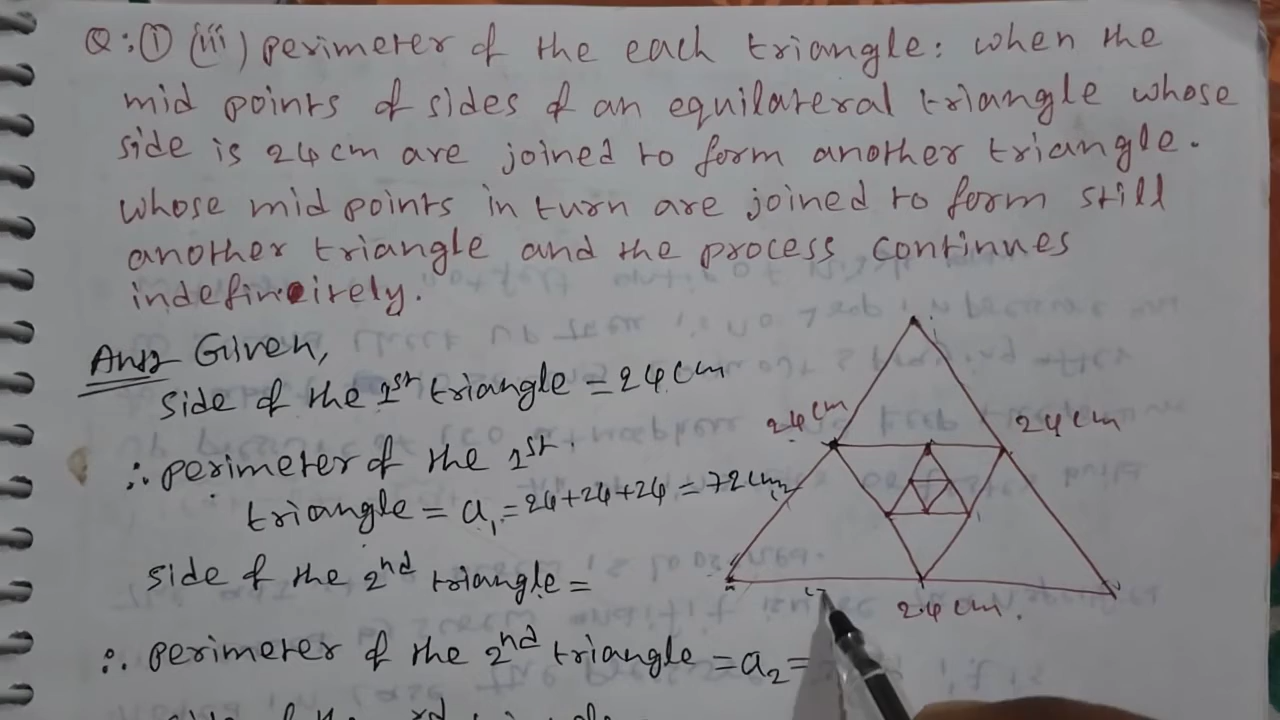 Q:① (iii) perimeter of the each triangle: when the
mid points of sides of an equilateral triangle whose
side is 24 cm are joined to form another triangle.
whose mid points in turn are joined to form still
another triangle and the process continues
indefinitely.
Ans Given,
side of the 1st triangle = 24 cm
∴ perimeter of the 1st
triangle = a₁ = 24+24+24 = 72 cm
side of the 2nd triangle =
∴ perimeter of the 2nd triangle = a₂ =
24 cm
24 cm
24 cm.